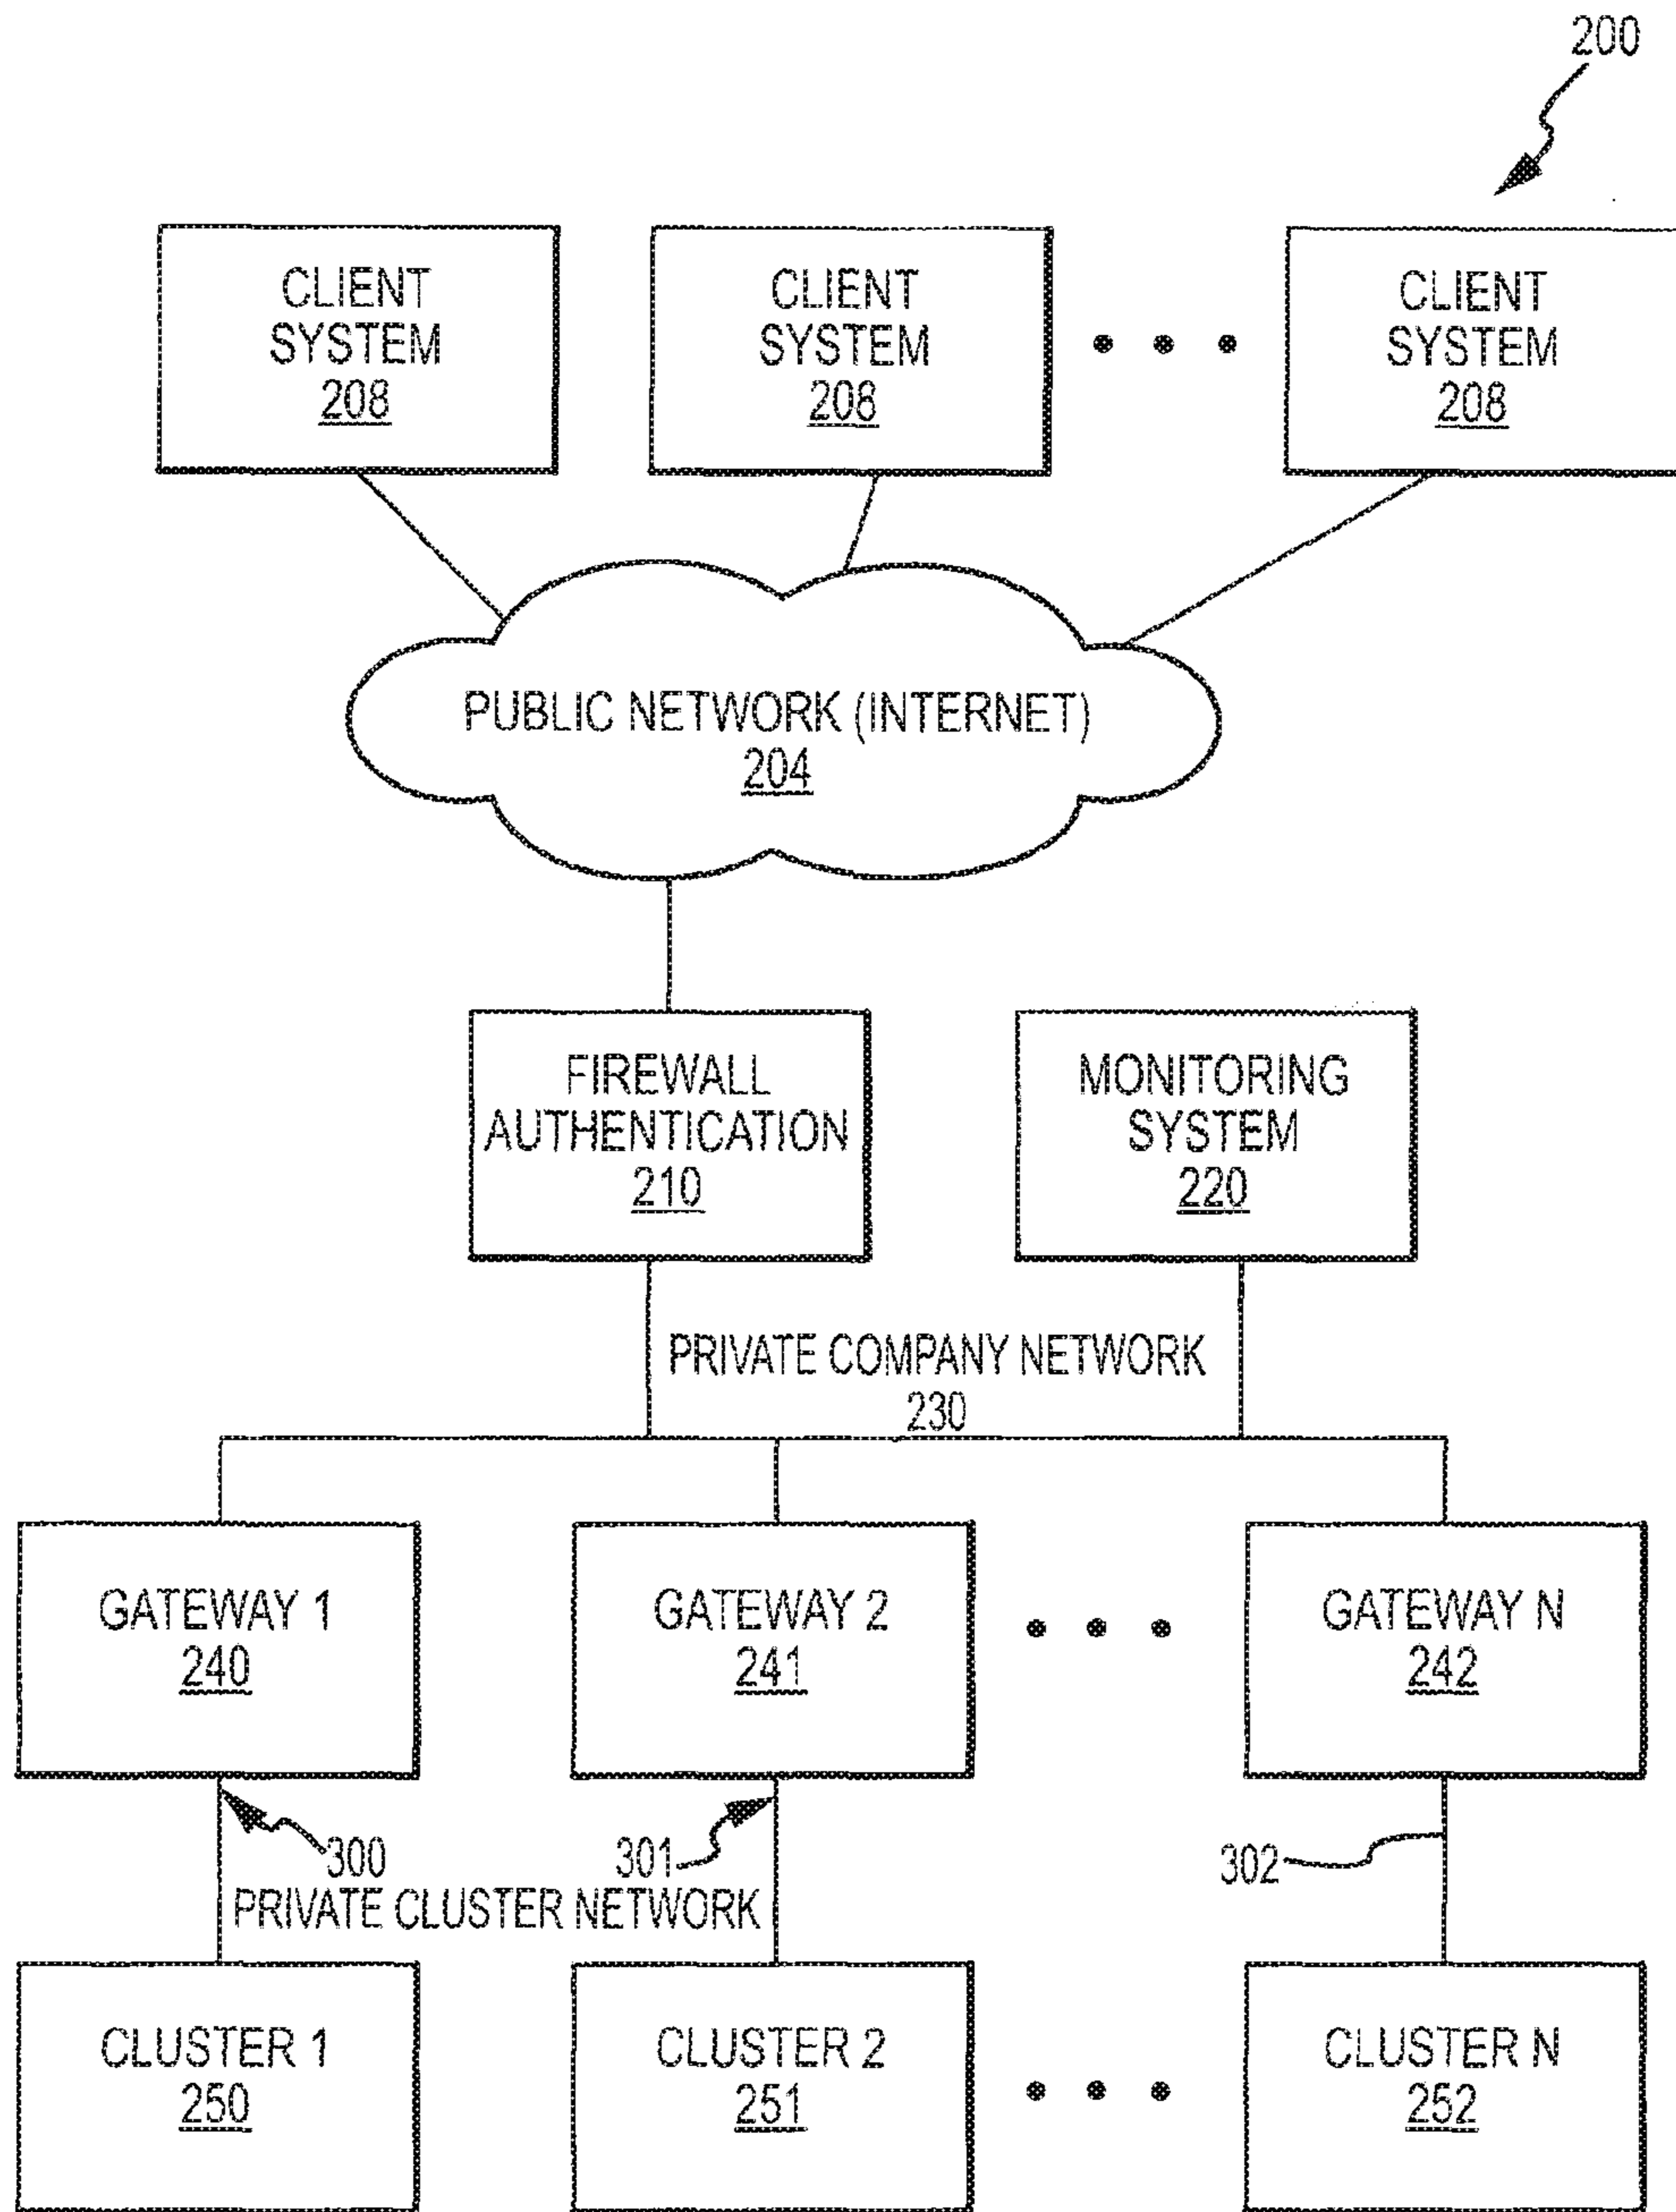 200
CLIENT
SYSTEM
208
CLIENT
SYSTEM
208
CLIENT
SYSTEM
208
PUBLIC NETWORK (INTERNET)
204
FIREWALL
AUTHENTICATION
210
MONITORING
SYSTEM
220
PRIVATE COMPANY NETWORK
230
GATEWAY 1
240
GATEWAY 2
241
GATEWAY N
242
300
301
302
PRIVATE CLUSTER NETWORK
CLUSTER 1
250
CLUSTER 2
251
CLUSTER N
252